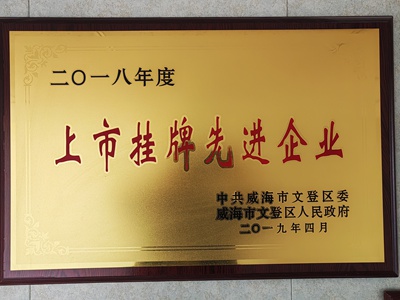 二〇一八年度
上市挂牌先进企业
中共威海市文登区委
威海市文登区人民政府
二〇一九年四月